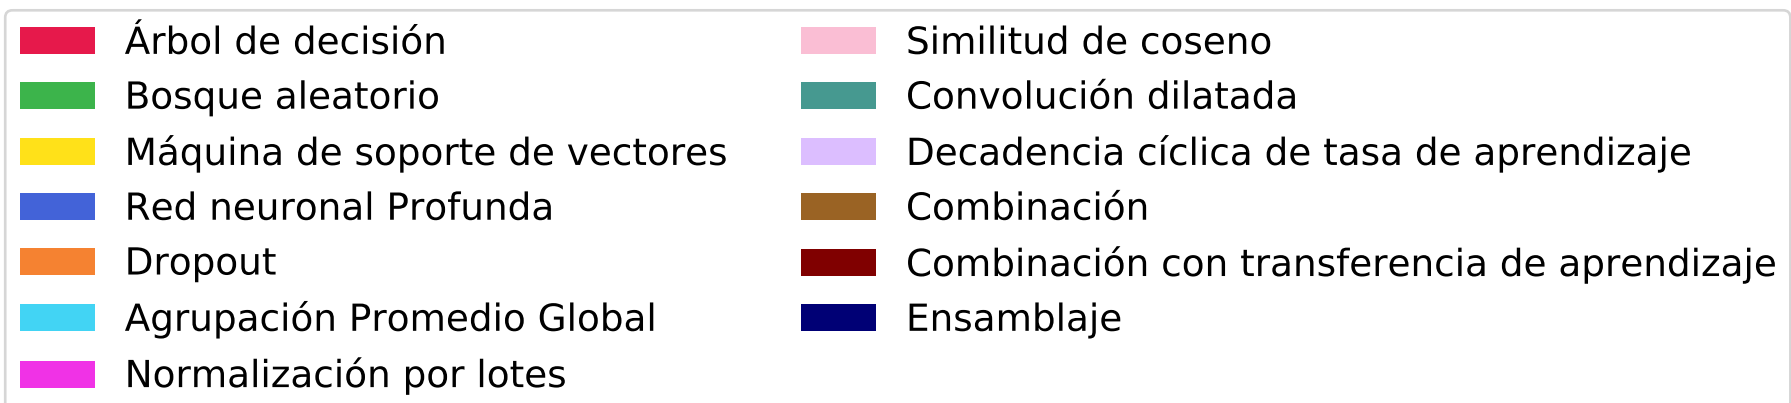 Árbol de decisión
Bosque aleatorio
Máquina de soporte de vectores
Red neuronal Profunda
Dropout
Agrupación Promedio Global
Normalización por lotes
Similitud de coseno
Convolución dilatada
Decadencia cíclica de tasa de aprendizaje
Combinación
Combinación con transferencia de aprendizaje
Ensamblaje